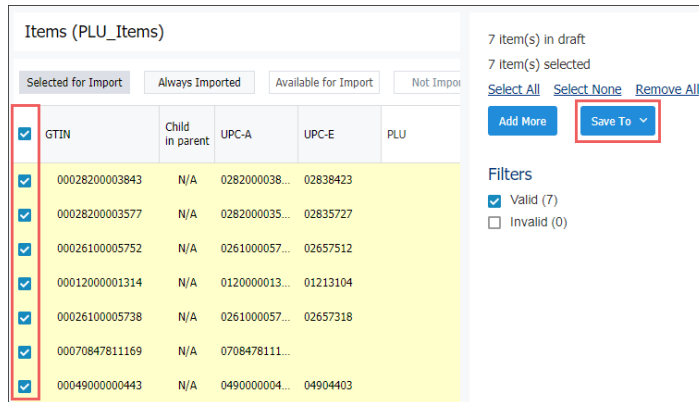 Items (PLU_Items)
Selected for Import Always Imported Available for Import Not Impor
GTIN Child in parent UPC-A UPC-E PLU
00028200003843 N/A 0282000038... 02838423
00028200003577 N/A 0282000035... 02835727
00026100005752 N/A 0261000057... 02657512
00012000001314 N/A 0120000013... 01213104
00026100005738 N/A 0261000057... 02657318
00070847811169 N/A 0708478111...
00049000000443 N/A 0490000004... 04904403
7 item(s) in draft
7 item(s) selected
Select All Select None Remove All
Add More Save To
Filters
Valid (7)
Invalid (0)